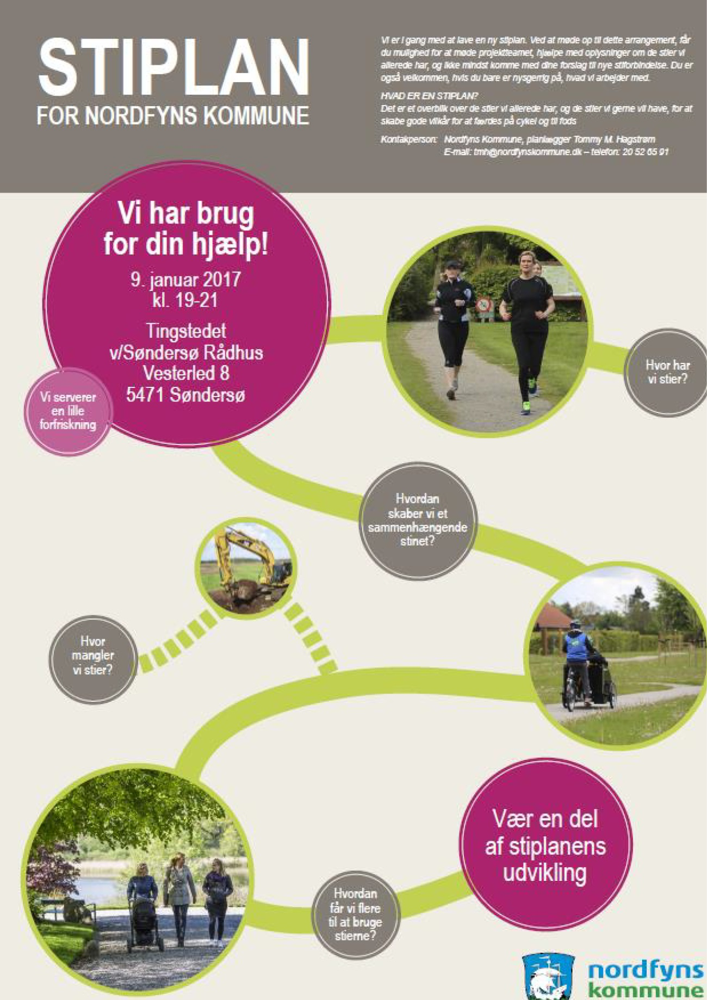 STIPLAN
FOR NORDFYNS KOMMUNE
Vi er i gang med at lave en ny stiplan. Ved at møde op til dette arrangement, får
du mulighed for at møde projektteamet, hjælpe med oplysninger om de stier vi
allerede har, og ikke mindst komme med dine forslag til nye stiforbindelse. Du er
også velkommen, hvis du bare er nysgerrig på, hvad vi arbejder med.
HVAD ER EN STIPLAN?
Det er et overblik over de stier vi allerede har, og de stier vi gerne vil have, for at
skabe gode vilkår for at færdes på cykel og til fods
Kontakperson: Nordfyns Kommune, planlægger Tommy M. Hagstrøm
E-mail: tmh@nordfynskommune.dk – telefon: 20 52 65 91
Vi har brug
for din hjælp!
9. januar 2017
kl. 19-21
Tingstedet
v/Søndersø Rådhus
Vesterled 8
5471 Søndersø
Vi serverer
en lille
forfriskning
Hvor har
vi stier?
Hvordan
skaber vi et
sammenhængende
stinet?
Hvor
mangler
vi stier?
Vær en del
af stiplanens
udvikling
Hvordan
får vi flere
til at bruge
stierne?
nordfyns
kommune